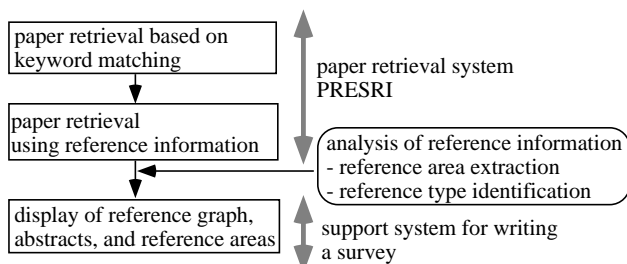 paper retrieval based on
keyword matching
paper retrieval system
PRESRI
paper retrieval
using reference information
analysis of reference information
- reference area extraction
- reference type identification
display of reference graph,
abstracts, and reference areas
support system for writing
a survey